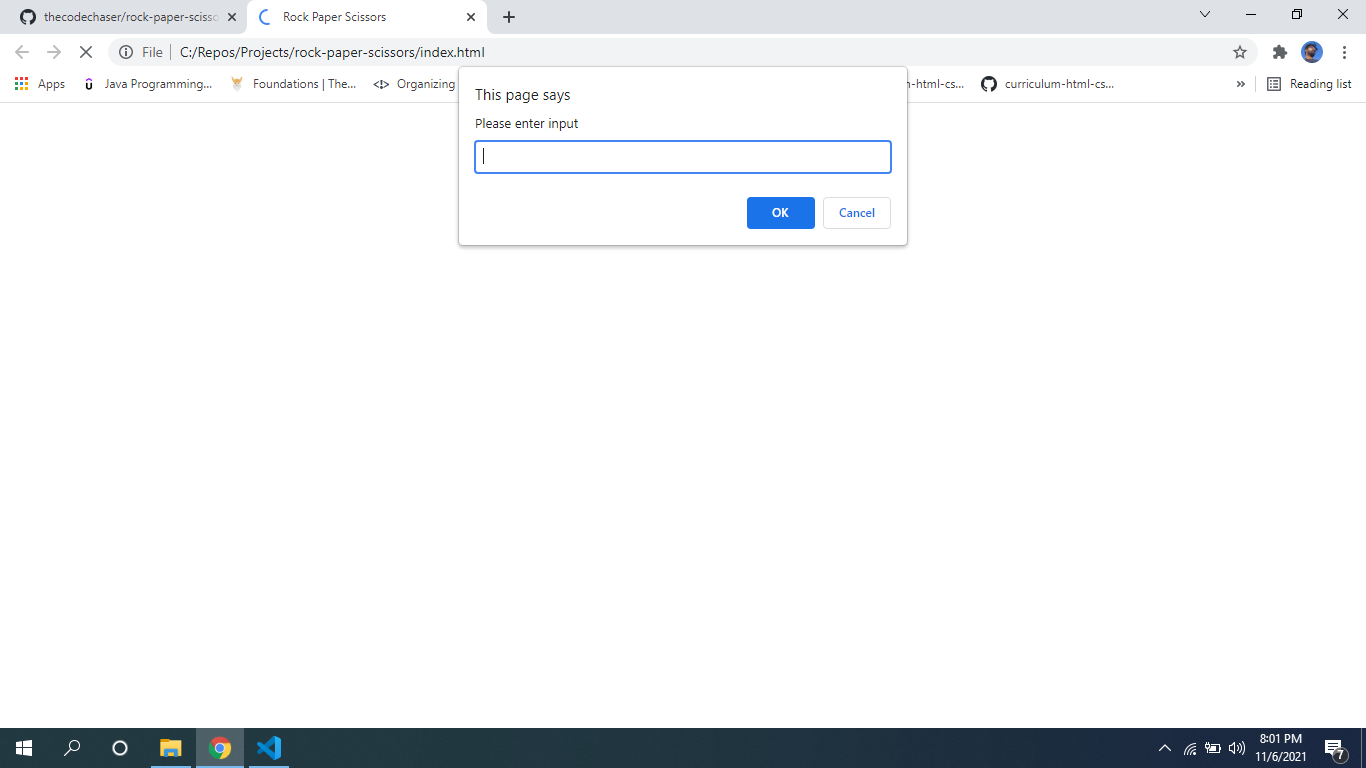 thecodechaser/rock-paper-scisso
Rock Paper Scissors
File
C:/Repos/Projects/rock-paper-scissors/index.html
Apps
Java Programming...
Foundations | The...
Organizing
-html-cs...
curriculum-html-cs...
»
Reading list
This page says
Please enter input
OK
Cancel
8:01 PM
11/6/2021
7